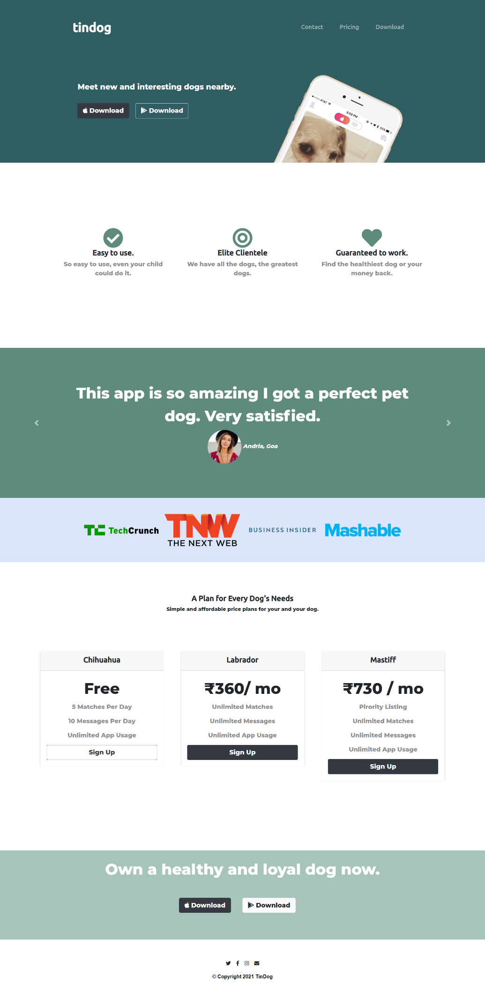 tindog
Contact Pricing Download
Meet new and interesting dogs nearby.
Download Download
AT&T 5:58 PM 55%
Easy to use. Elite Clientele Guaranteed to work.
So easy to use, even your child We have all the dogs, the greatest Find the healthiest dog or your
could do it. dogs. money back.
This app is so amazing I got a perfect pet
dog. Very satisfied.
Andria, Goa
TC TechCrunch TNW BUSINESS INSIDER Mashable
THE NEXT WEB
A Plan for Every Dog's Needs
Simple and affordable price plans for your and your dog.
Chihuahua
Free
5 Matches Per Day
10 Messages Per Day
Unlimited App Usage
Sign Up
Labrador
₹360/ mo
Unlimited Matches
Unlimited Messages
Unlimited App Usage
Sign Up
Mastiff
₹730 / mo
Pirority Listing
Unlimited Matches
Unlimited Messages
Unlimited App Usage
Sign Up
Own a healthy and loyal dog now.
Download Download
© Copyright 2021 TinDog